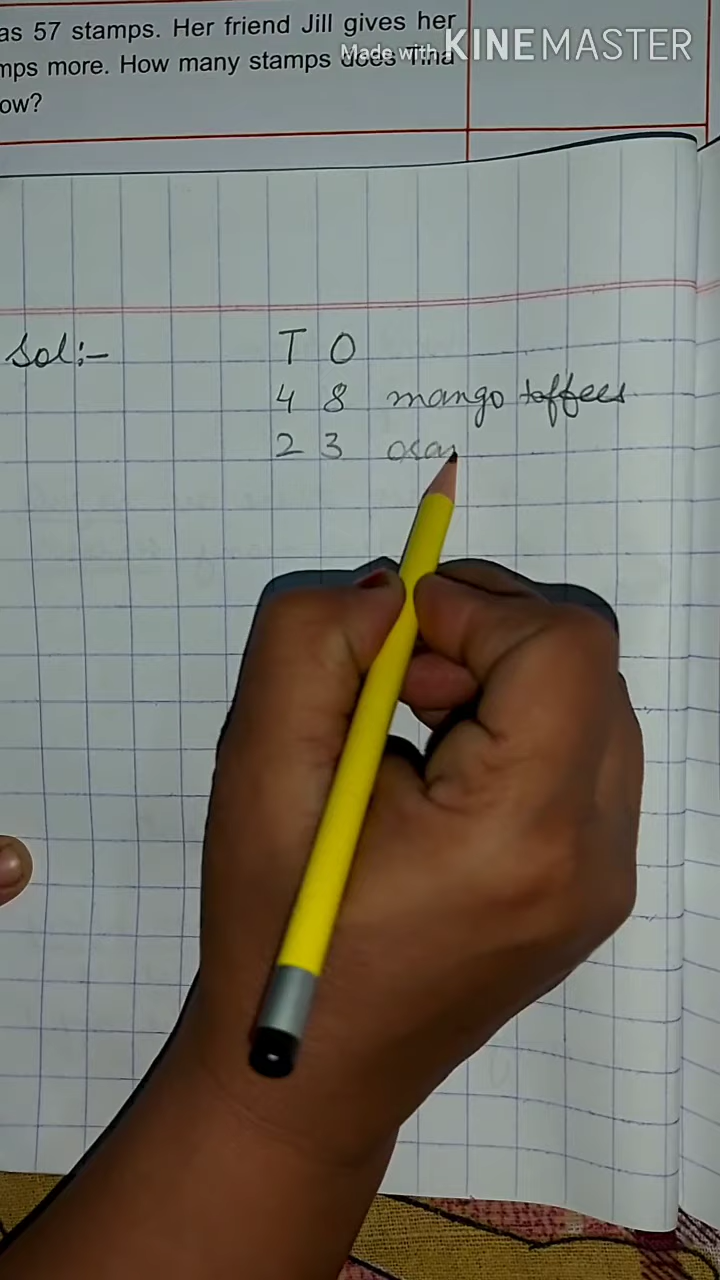 as 57 stamps. Her friend Jill gives her
mps more. How many stamps does Tina
ow?
Made with KINEMASTER
Sol:-
T O
4 8 mango toffees
2 3 oran